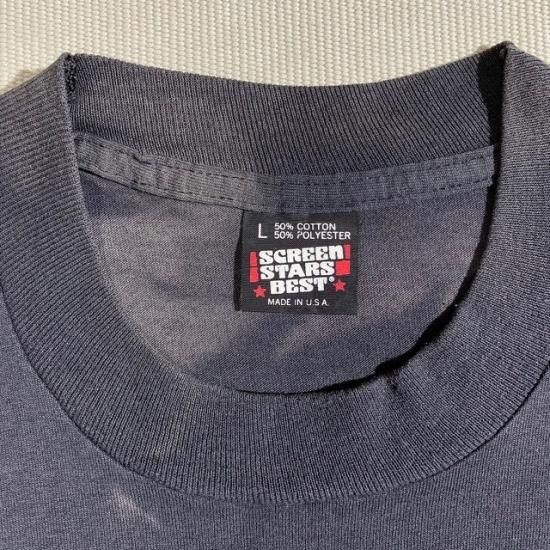 L 50% COTTON
50% POLYESTER
SCREEN
STARS
BEST®
MADE IN U.S.A.